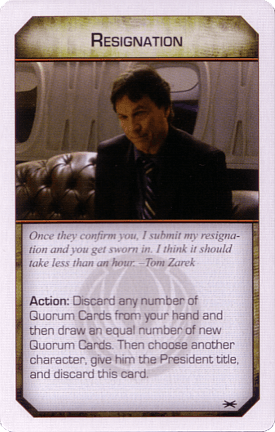 Resignation
Once they confirm you, I submit my resigna-
tion and you get sworn in. I think it should
take less than an hour. –Tom Zarek
Action: Discard any number of
Quorum Cards from your hand and
then draw an equal number of new
Quorum Cards. Then choose another
character, give him the President title,
and discard this card.